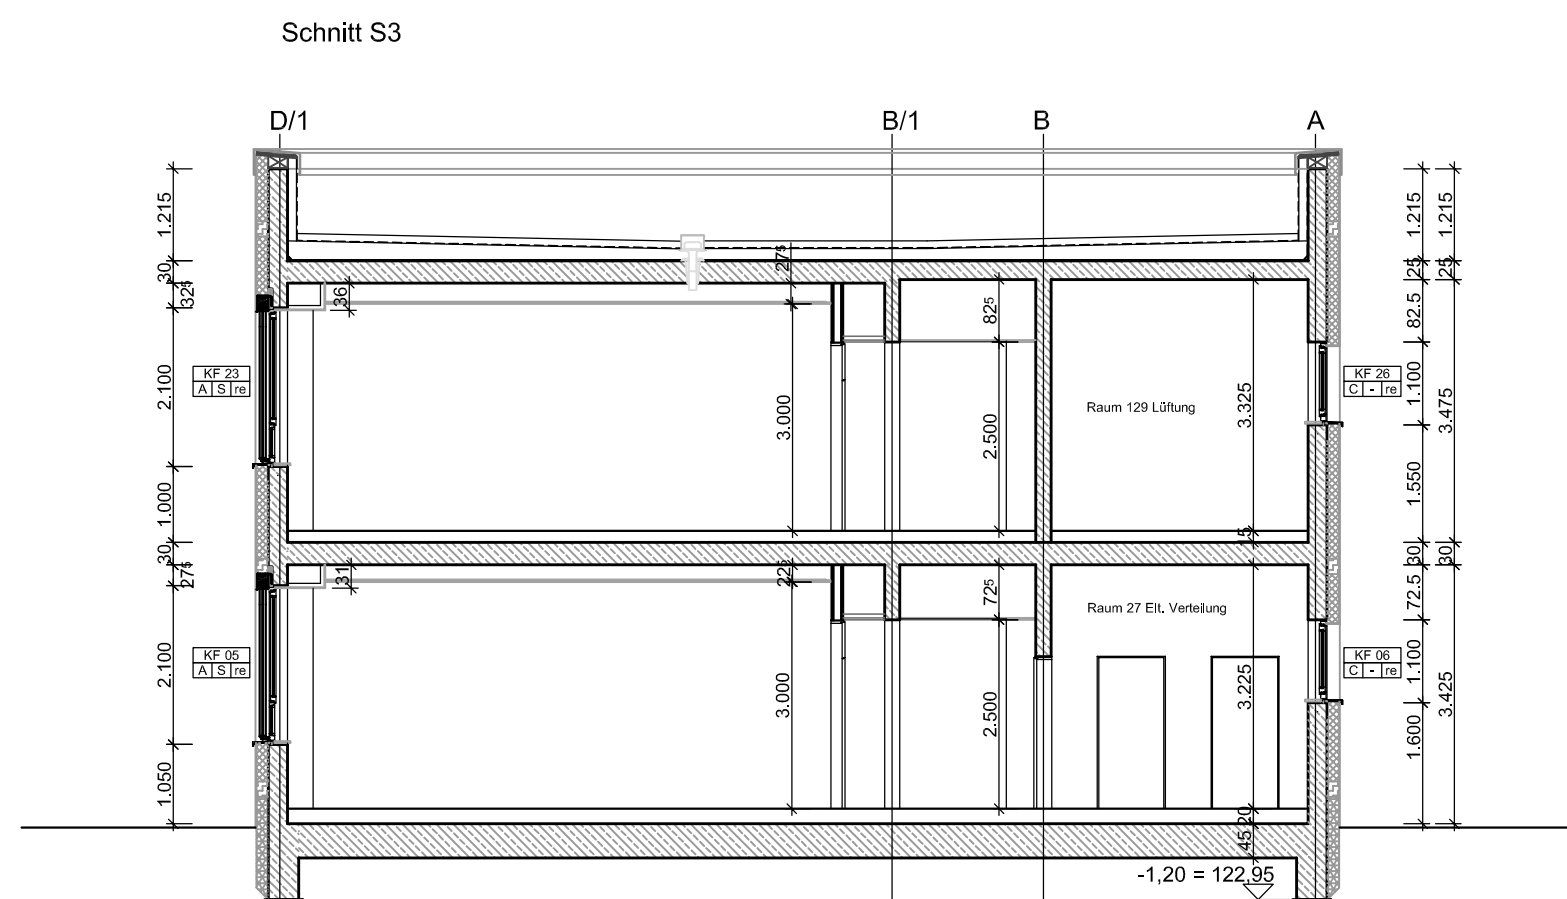 Schnitt S3
D/1
B/1
B
A
1.215
30
32⁵
2.100
1.000
30
27⁵
2.100
1.050
KF 23
A S re
KF 05
A S re
36
31
27⁵
3.000
22⁵
3.000
82⁵
2.500
72⁵
2.500
Raum 129 Lüftung
3.325
15
Raum 27 Elt. Verteilung
3.225
20
45
-1,20 = 122,95
KF 26
C - re
KF 06
C - re
1.215
25
82.5
1.100
1.550
30
72.5
1.100
1.600
1.215
25
3.475
30
3.425